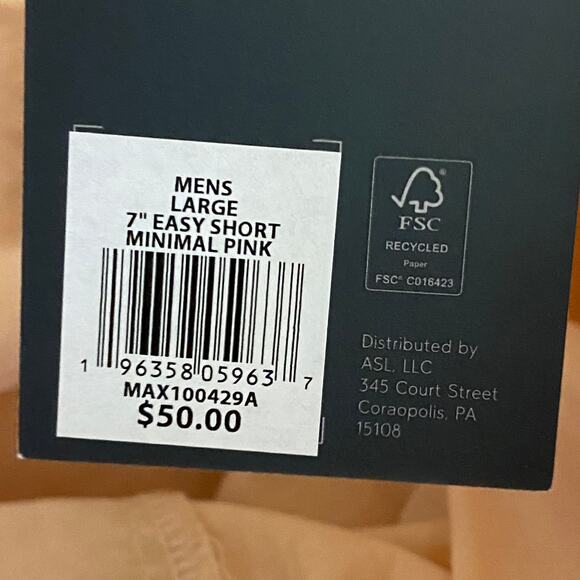 MENS
LARGE
7" EASY SHORT
MINIMAL PINK
1 96358 05963 7
MAX100429A
$50.00
FSC®
RECYCLED
Paper
FSC® C016423
Distributed by
ASL, LLC
345 Court Street
Coraopolis, PA
15108